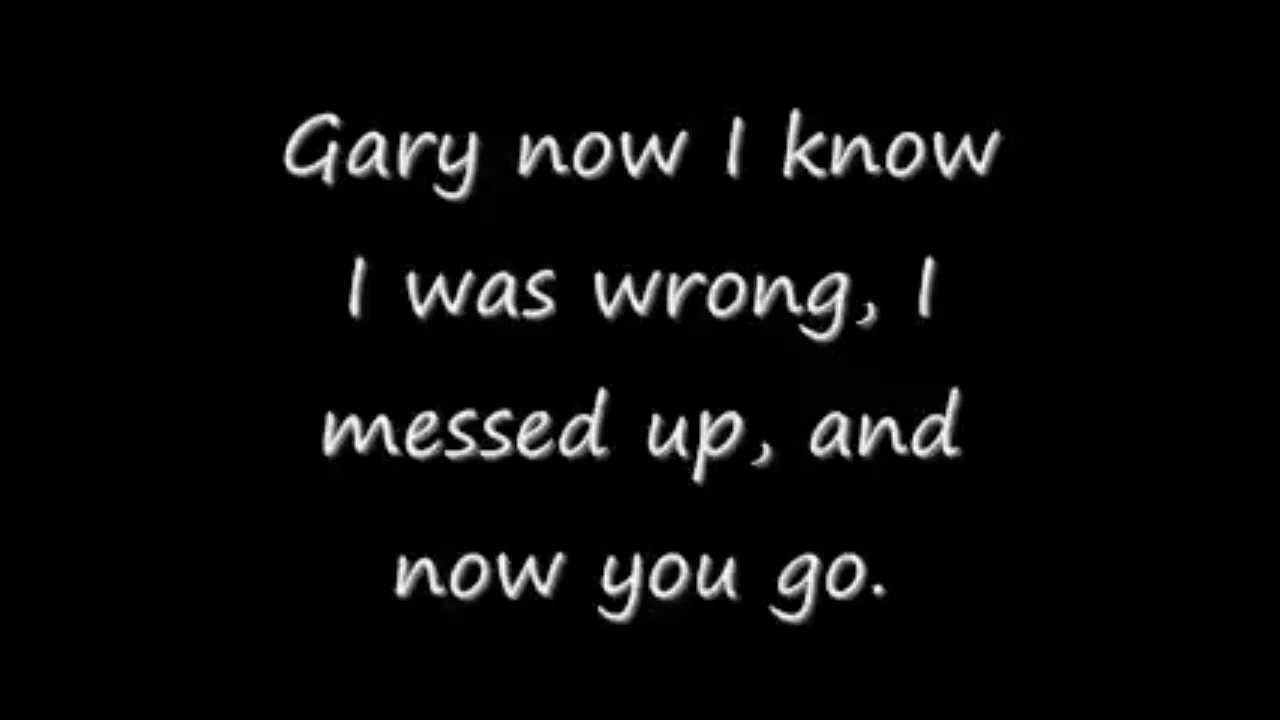 Gary now I know
I was wrong, I
messed up, and
now you go.